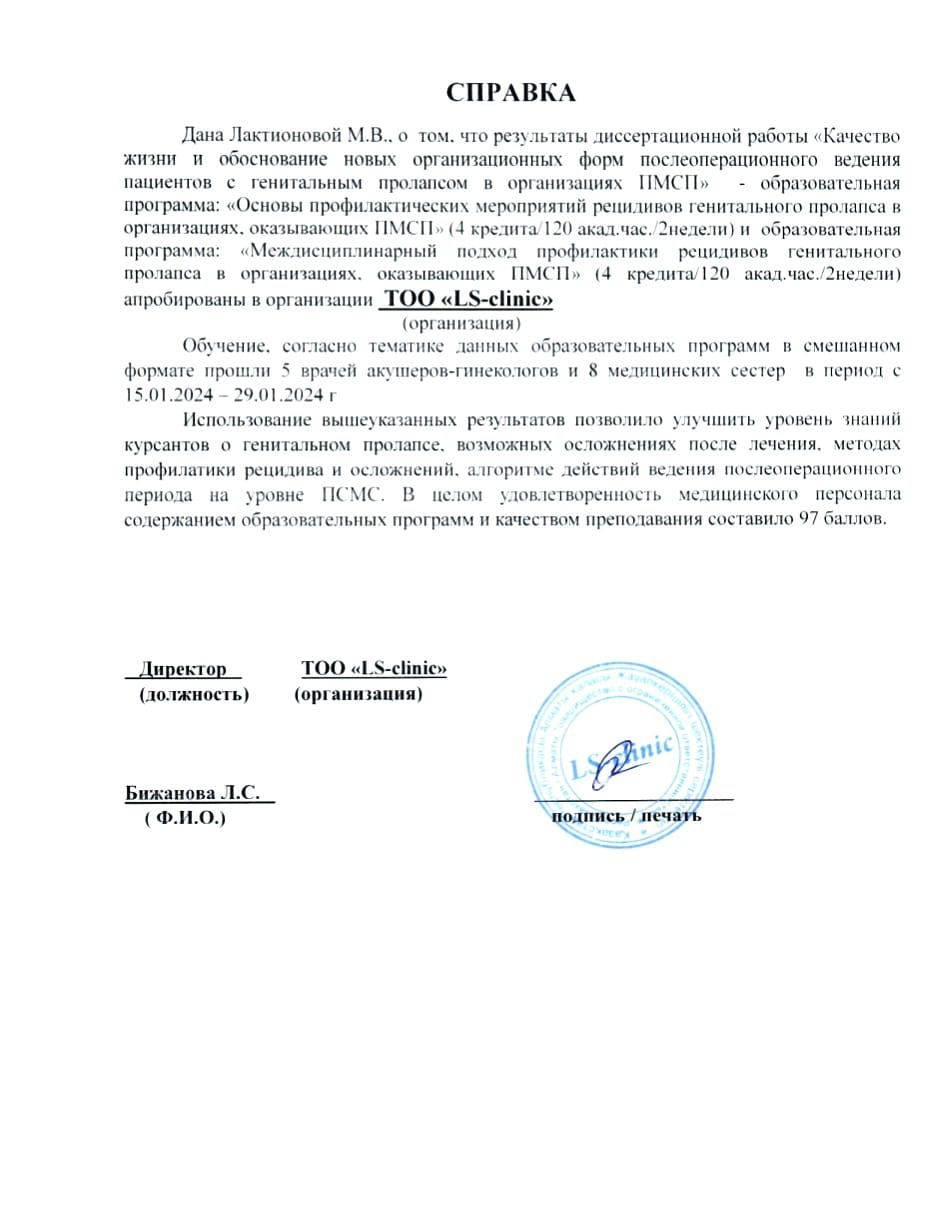 СПРАВКА
Дана Лактионовой М.В., о том, что результаты диссертационной работы «Качество
жизни и обоснование новых организационных форм послеоперационного ведения
пациентов с генитальным пролапсом в организациях ПМСП» - образовательная
программа: «Основы профилактических мероприятий рецидивов генитального пролапса в
организациях, оказывающих ПМСП» (4 кредита/120 акад.час./2недели) и образовательная
программа: «Междисциплинарный подход профилактики рецидивов генитального
пролапса в организациях, оказывающих ПМСП» (4 кредита/120 акад.час./2недели)
апробированы в организации ТОО «LS-clinic»
(организация)
Обучение, согласно тематике данных образовательных программ в смешанном
формате прошли 5 врачей акушеров-гинекологов и 8 медицинских сестер в период с
15.01.2024 – 29.01.2024 г
Использование вышеуказанных результатов позволило улучшить уровень знаний
курсантов о генитальном пролапсе, возможных осложнениях после лечения, методах
профилатики рецидива и осложнений, алгоритме действий ведения послеоперационного
периода на уровне ПСМС. В целом удовлетворенность медицинского персонала
содержанием образовательных программ и качеством преподавания составило 97 баллов.
Директор ТОО «LS-clinic»
(должность) (организация)
LS-clinic
Бижанова Л.С.
( Ф.И.О.) подпись / печать